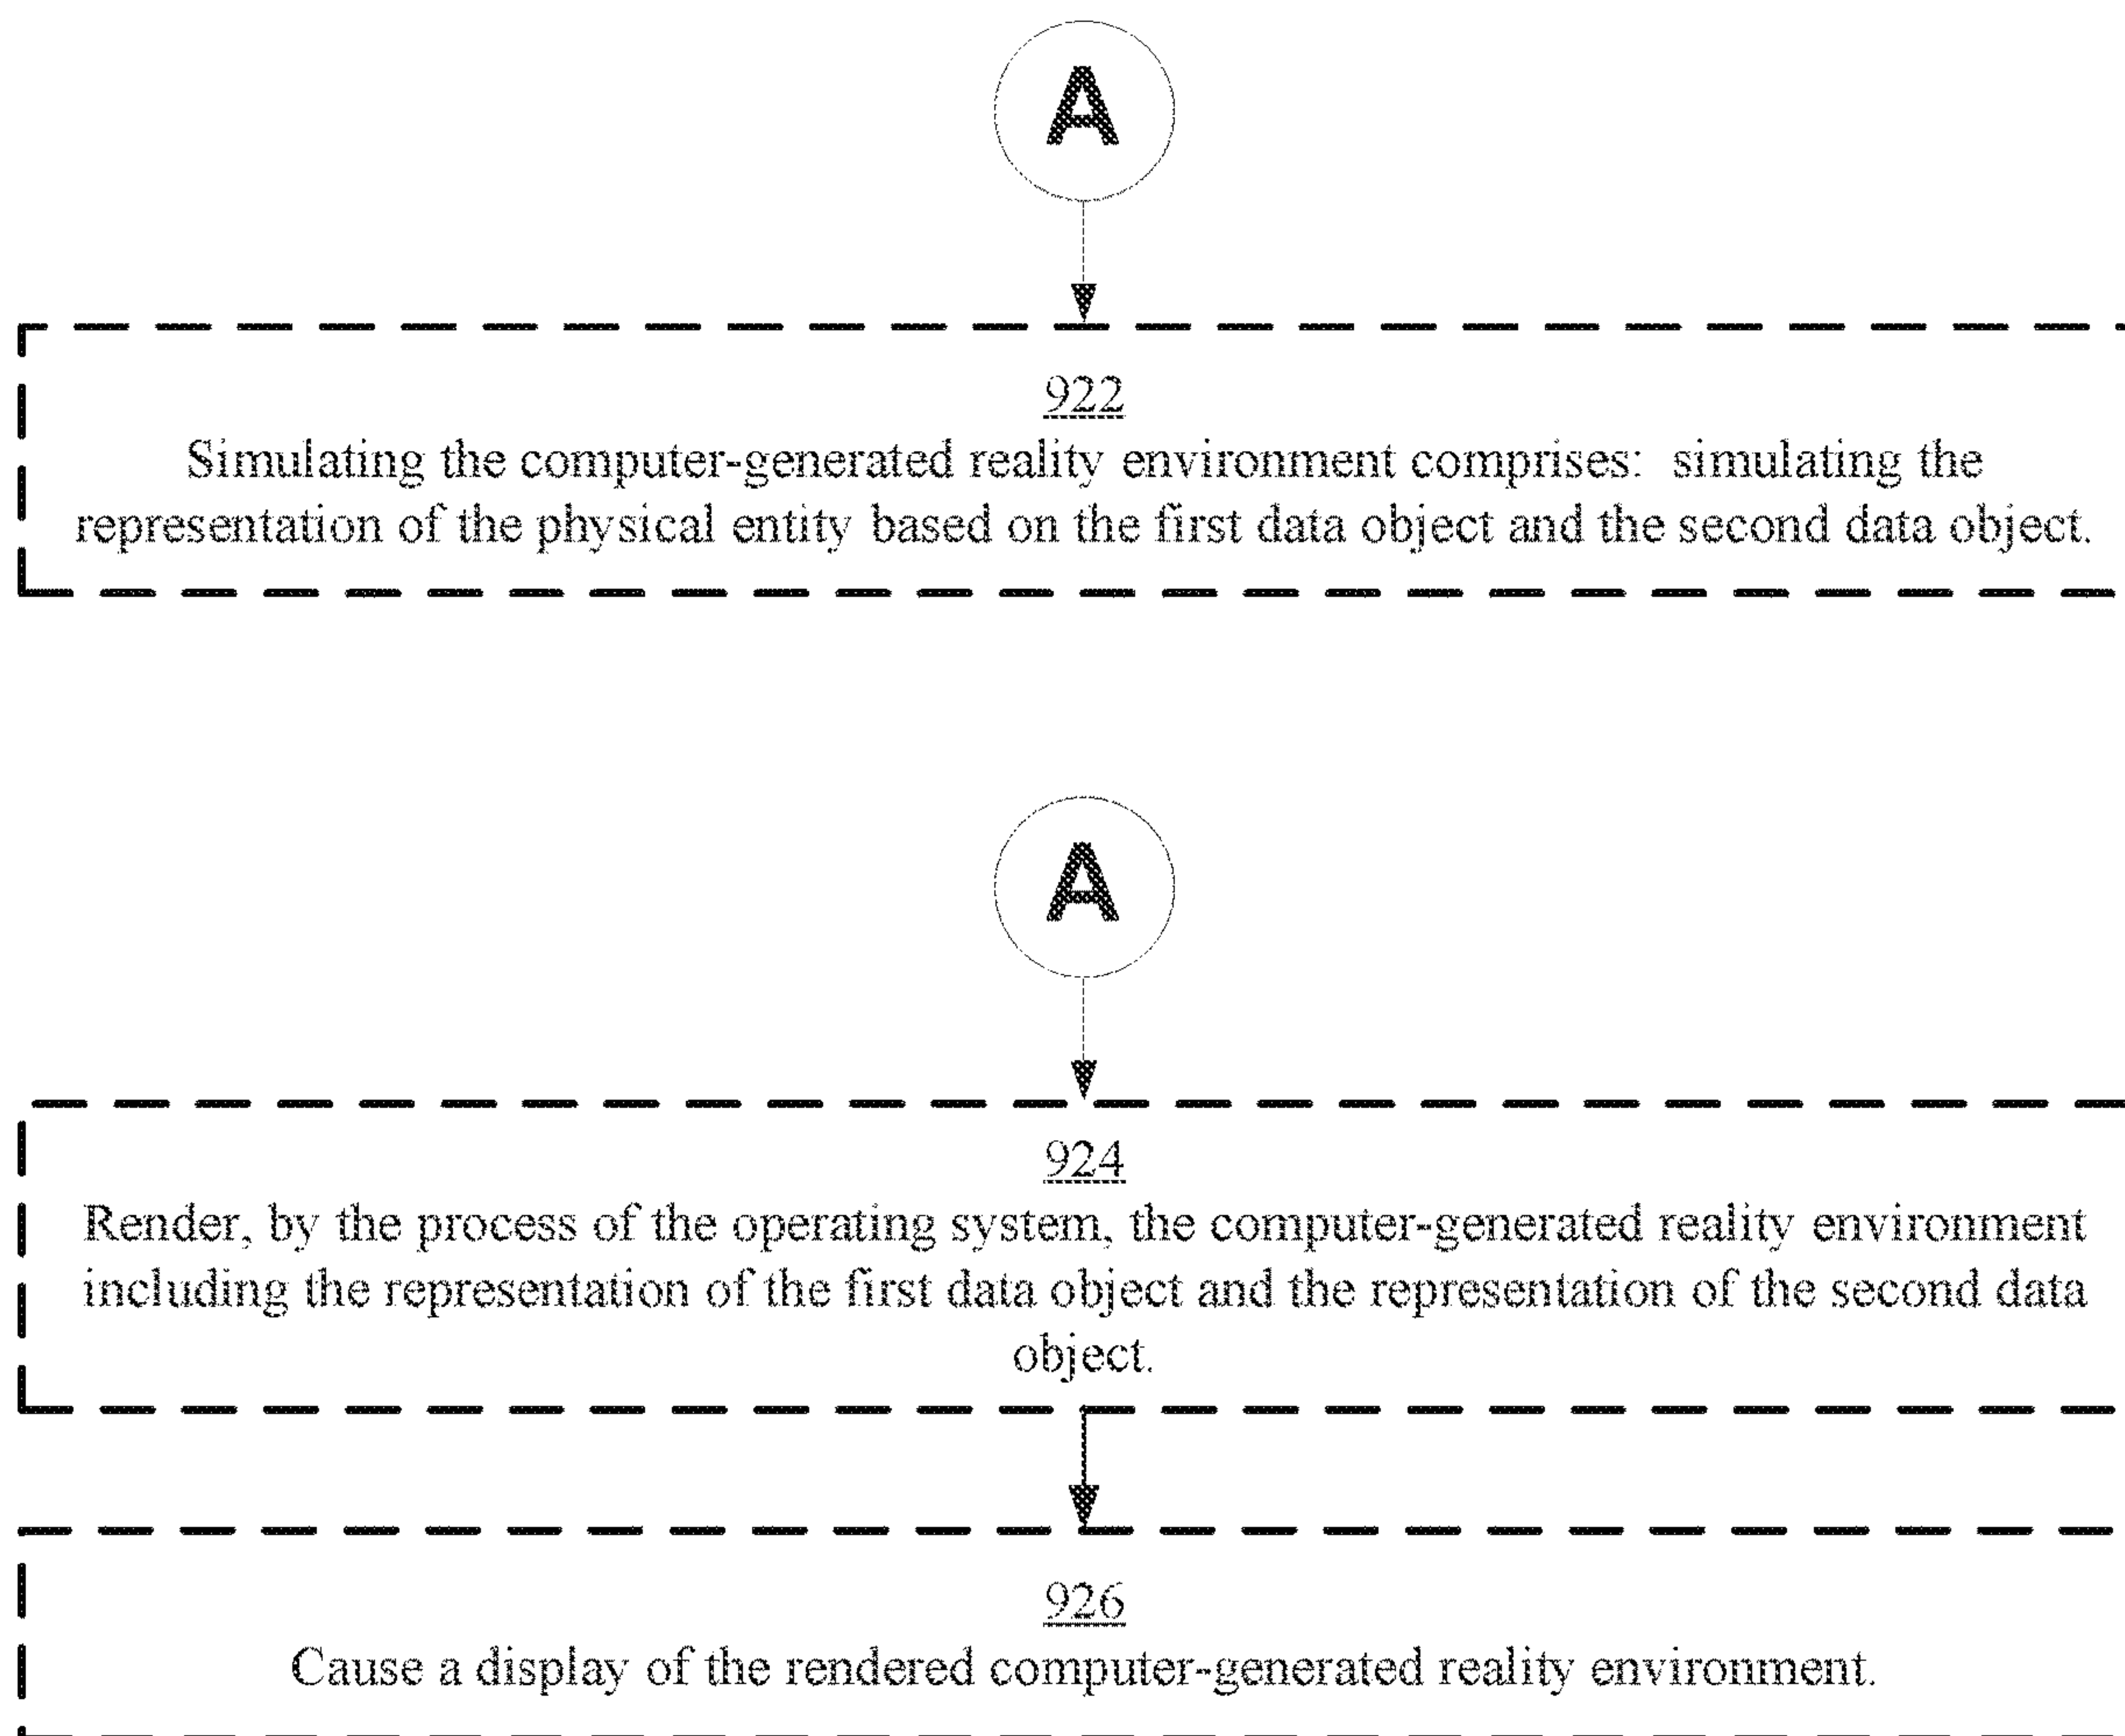 A
922
Simulating the computer-generated reality environment comprises: simulating the
representation of the physical entity based on the first data object and the second data object.
A
924
Render, by the process of the operating system, the computer-generated reality environment
including the representation of the first data object and the representation of the second data
object.
926
Cause a display of the rendered computer-generated reality environment.